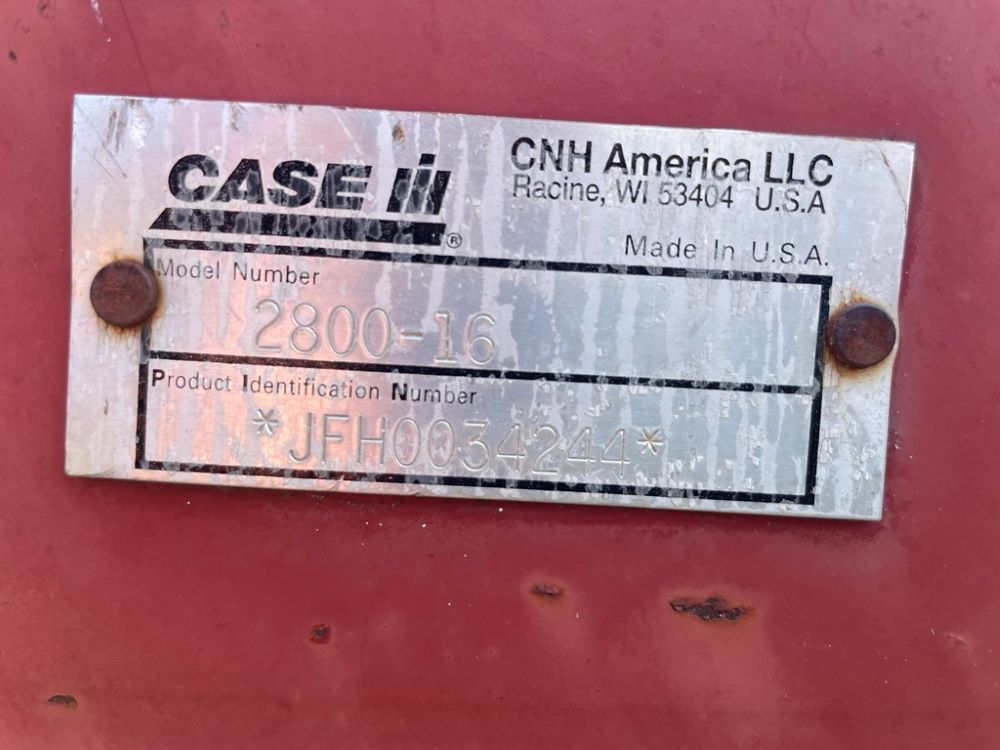 CASE IH
®
CNH America LLC
Racine, WI 53404 U.S.A
Made In U.S.A.
Model Number
2800-16
Product Identification Number
*JFH0034244*